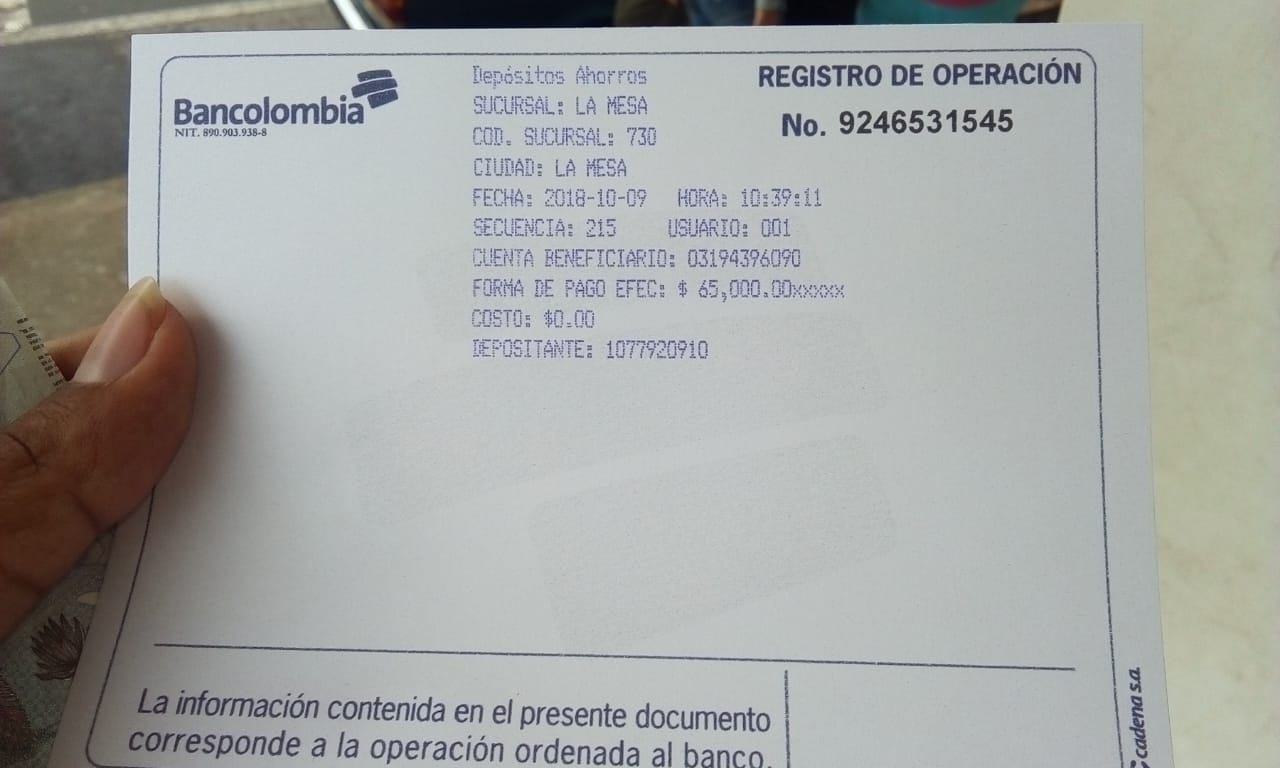 Bancolombia
NIT. 890.903.938-8
Depósitos Ahorros
SUCURSAL: LA MESA
COD. SUCURSAL: 730
CIUDAD: LA MESA
FECHA: 2018-10-09 HORA: 10:39:11
SECUENCIA: 215 USUARIO: 001
CUENTA BENEFICIARIO: 03194396090
FORMA DE PAGO EFEC: $ 65,000.00xxxxx
COSTO: $0.00
DEPOSITANTE: 1077920910
REGISTRO DE OPERACIÓN
No. 9246531545
La información contenida en el presente documento
corresponde a la operación ordenada al banco.
cadena s.a.